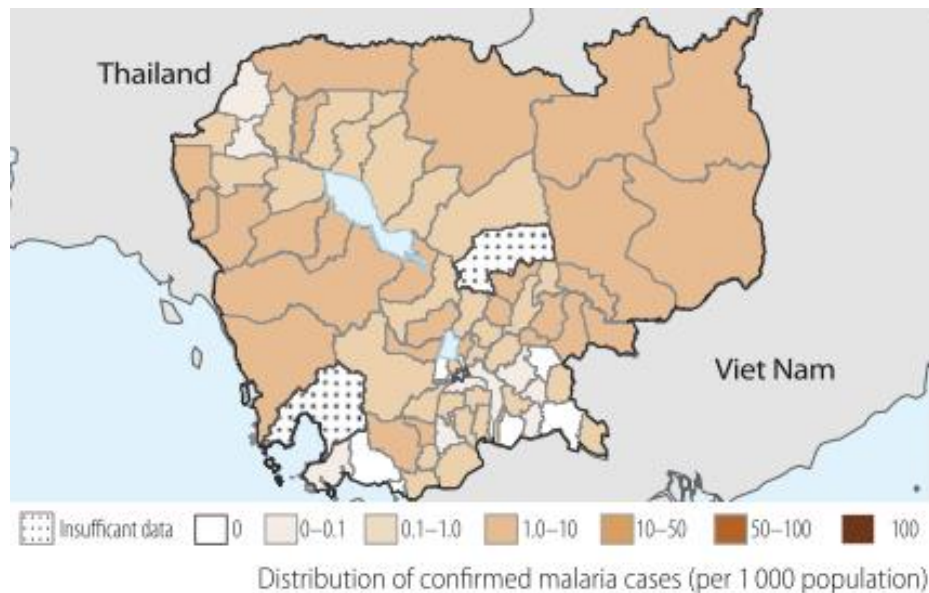 Thailand
Viet Nam
Insufficant data 0 0–0.1 0.1–1.0 1.0–10 10–50 50–100 100
Distribution of confirmed malaria cases (per 1 000 population)